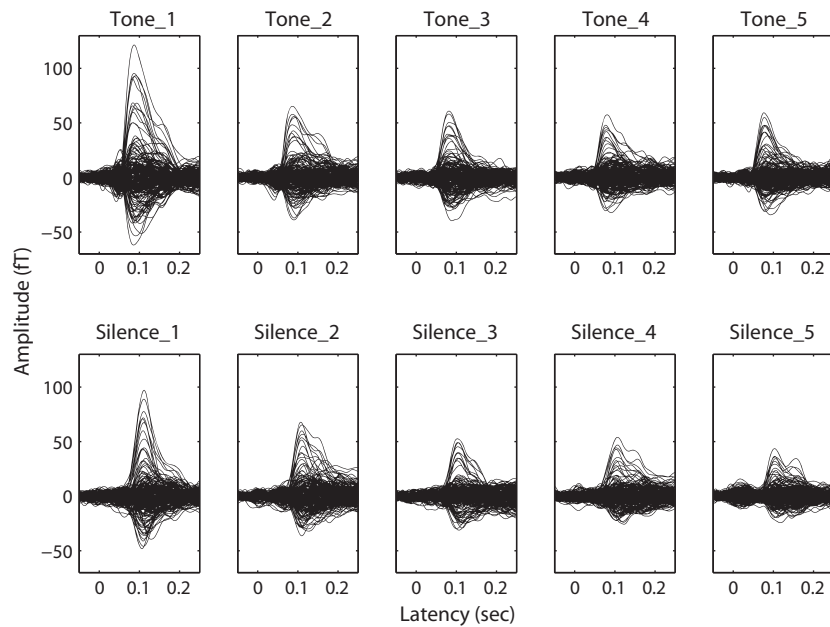 Tone_1 Tone_2 Tone_3 Tone_4 Tone_5
100
50
0
−50
0 0.1 0.2 0 0.1 0.2 0 0.1 0.2 0 0.1 0.2 0 0.1 0.2
Amplitude (fT)
Silence_1 Silence_2 Silence_3 Silence_4 Silence_5
100
50
0
−50
0 0.1 0.2 0 0.1 0.2 0 0.1 0.2 0 0.1 0.2 0 0.1 0.2
Latency (sec)